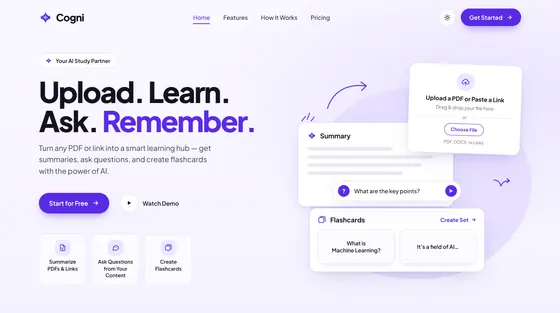 Cogni
Home
Features
How It Works
Pricing
Get Started
Your AI Study Partner
Upload. Learn.
Ask. Remember.
Turn any PDF or link into a smart learning hub — get
summaries, ask questions, and create flashcards
with the power of AI.
Start for Free
Watch Demo
Summarize
PDFs & Links
Ask Questions
from Your
Content
Create
Flashcards
Upload a PDF or Paste a Link
Drag & drop your file here
or
Choose File
PDF, DOCX, or Links
Summary
? What are the key points?
Flashcards
Create Set
What is
Machine Learning?
It's a field of AI...